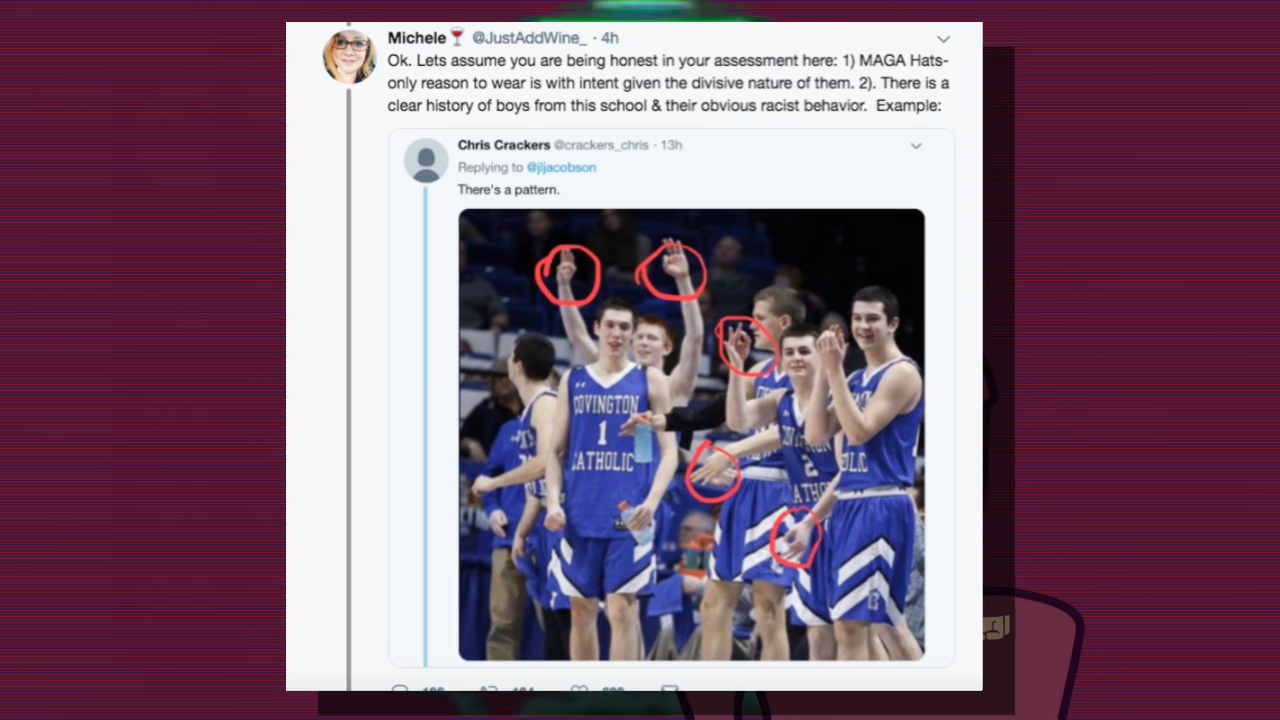 Michele🍷 @JustAddWine_ · 4h
Ok. Lets assume you are being honest in your assessment here: 1) MAGA Hats-
only reason to wear is with intent given the divisive nature of them. 2). There is a
clear history of boys from this school & their obvious racist behavior. Example:
Chris Crackers @crackers_chris · 13h
Replying to @jljacobson
There's a pattern.
COVINGTON
1
CATHOLIC
2